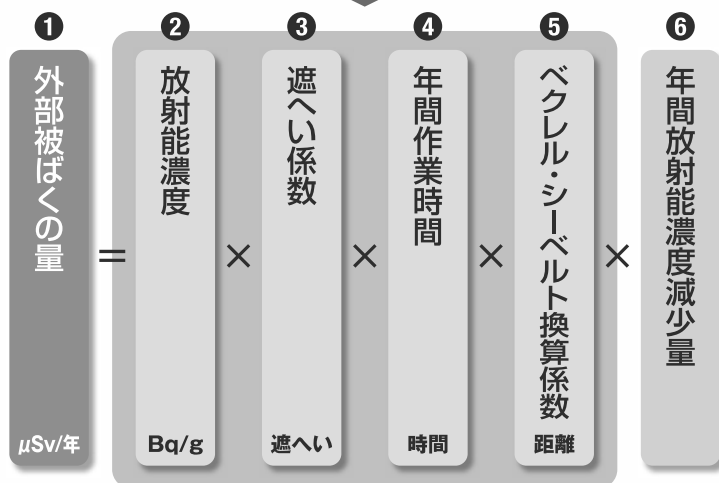 ❶
外部被ばくの量
μSv/年
=
❷
放射能濃度
Bq/g
×
❸
遮へい係数
遮へい
×
❹
年間作業時間
時間
×
❺
ベクレル・シーベルト換算係数
距離
×
❻
年間放射能濃度減少量